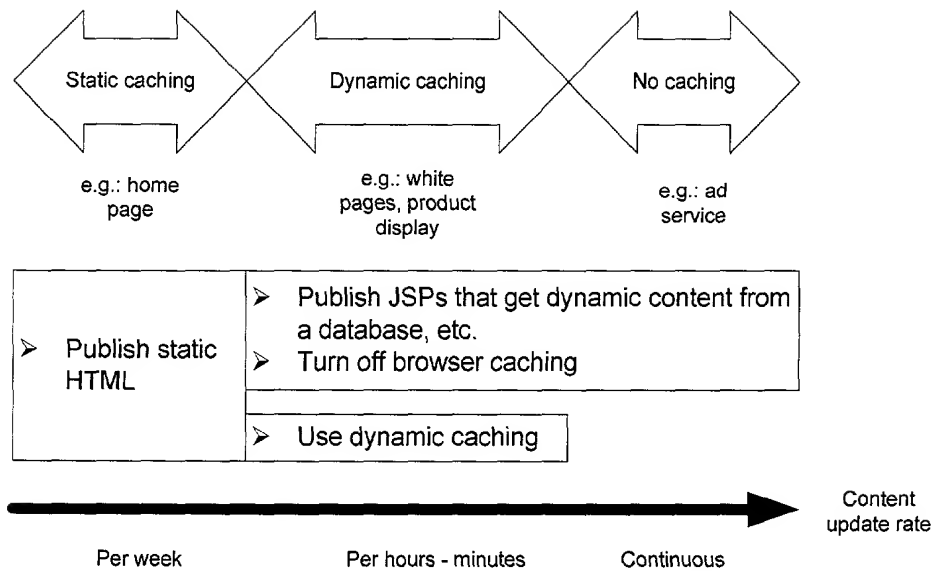 Static caching
Dynamic caching
No caching
e.g.: home
page
e.g.: white
pages, product
display
e.g.: ad
service
➢ Publish static
HTML
➢ Publish JSPs that get dynamic content from
a database, etc.
➢ Turn off browser caching
➢ Use dynamic caching
Content
update rate
Per week
Per hours - minutes
Continuous